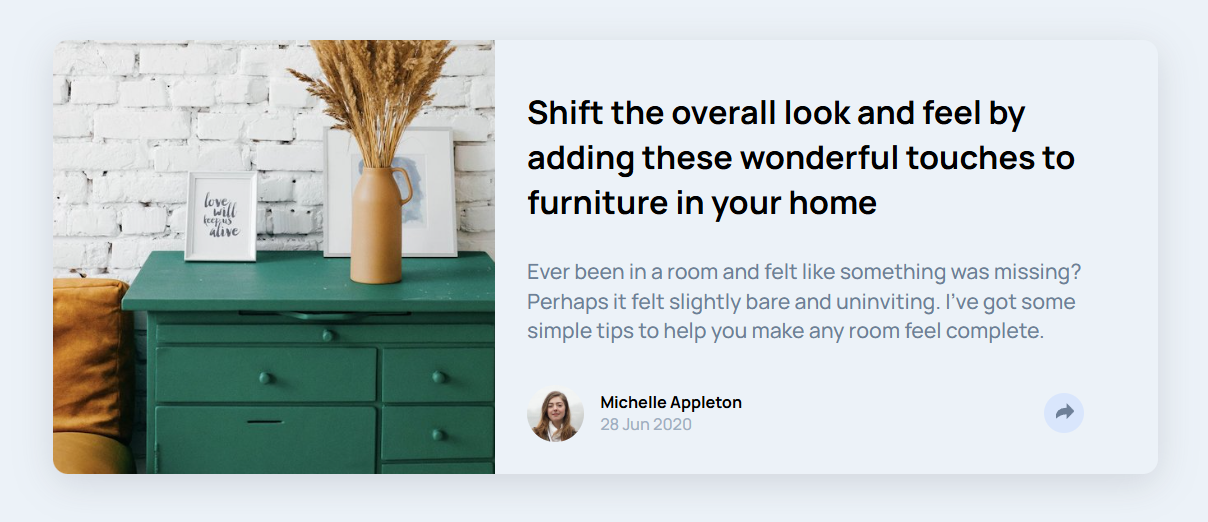 love
will
keep us
alive
Shift the overall look and feel by
adding these wonderful touches to
furniture in your home
Ever been in a room and felt like something was missing?
Perhaps it felt slightly bare and uninviting. I've got some
simple tips to help you make any room feel complete.
Michelle Appleton
28 Jun 2020